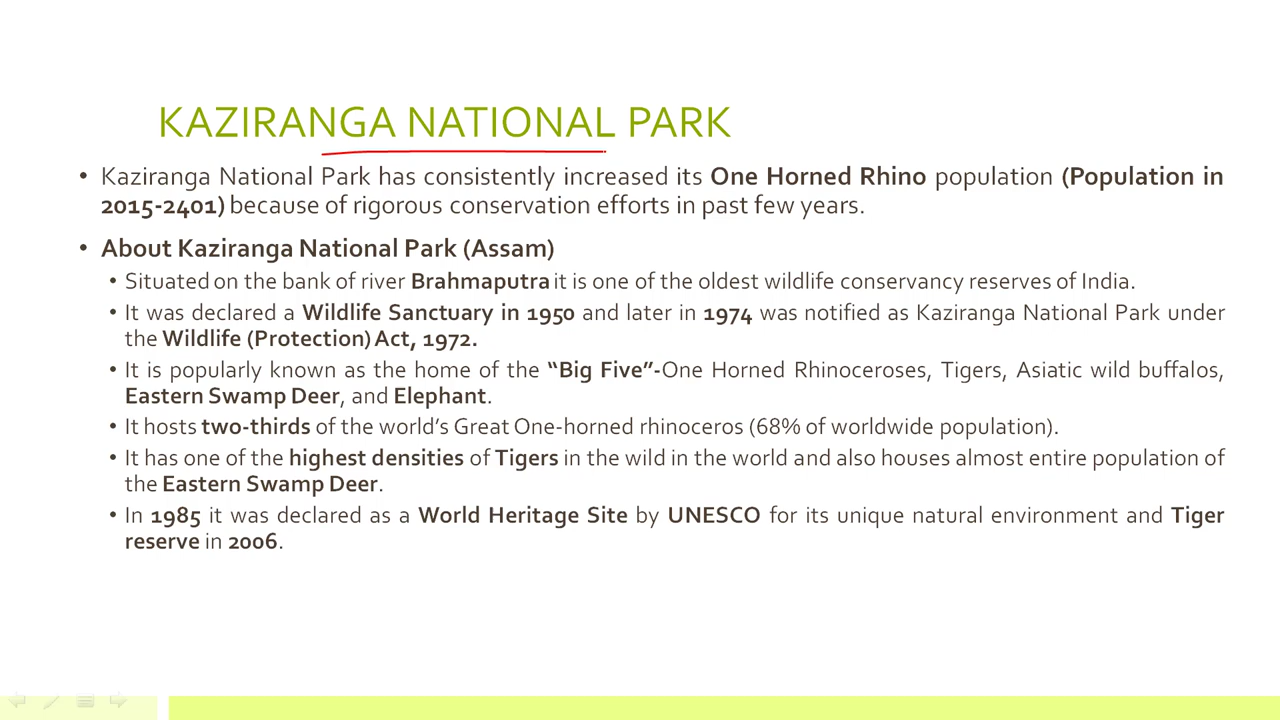 KAZIRANGA NATIONAL PARK
• Kaziranga National Park has consistently increased its One Horned Rhino population (Population in
2015-2401) because of rigorous conservation efforts in past few years.
• About Kaziranga National Park (Assam)
• Situated on the bank of river Brahmaputra it is one of the oldest wildlife conservancy reserves of India.
• It was declared a Wildlife Sanctuary in 1950 and later in 1974 was notified as Kaziranga National Park under
the Wildlife (Protection) Act, 1972.
• It is popularly known as the home of the “Big Five”-One Horned Rhinoceroses, Tigers, Asiatic wild buffalos,
Eastern Swamp Deer, and Elephant.
• It hosts two-thirds of the world’s Great One-horned rhinoceros (68% of worldwide population).
• It has one of the highest densities of Tigers in the wild in the world and also houses almost entire population of
the Eastern Swamp Deer.
• In 1985 it was declared as a World Heritage Site by UNESCO for its unique natural environment and Tiger
reserve in 2006.